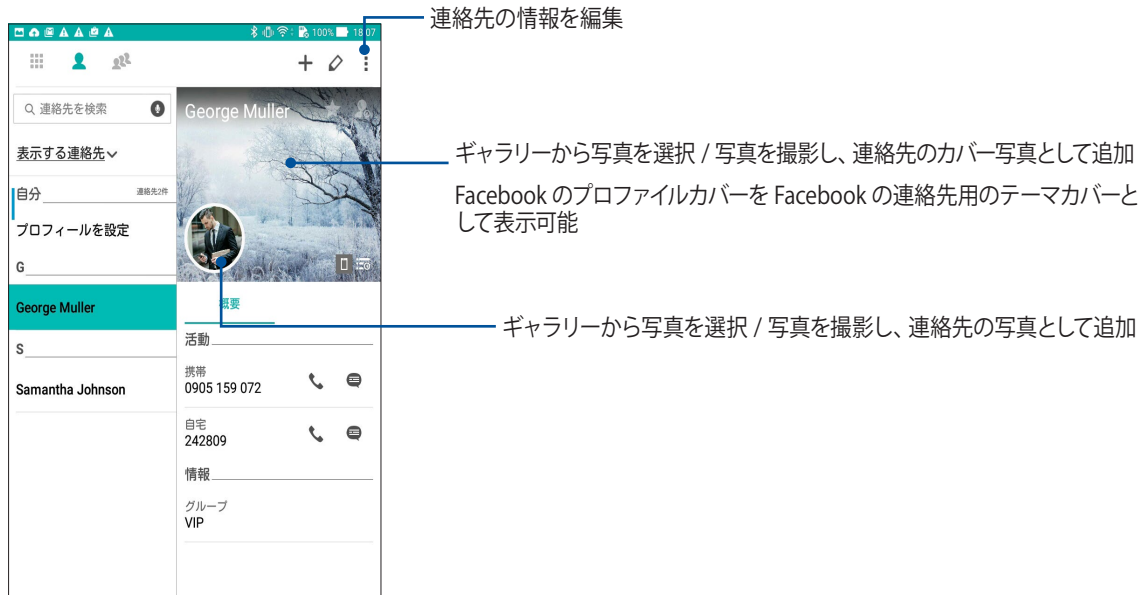 100% 18:07
連絡先の情報を編集
連絡先を検索
表示する連絡先
自分 連絡先2件
プロフィールを設定
G
George Muller
S
Samantha Johnson
George Muller
ギャラリーから写真を選択 / 写真を撮影し、連絡先のカバー写真として追加
Facebook のプロファイルカバーを Facebook の連絡先用のテーマカバーと
して表示可能
ギャラリーから写真を選択 / 写真を撮影し、連絡先の写真として追加
概要
活動
携帯
0905 159 072
自宅
242809
情報
グループ
VIP